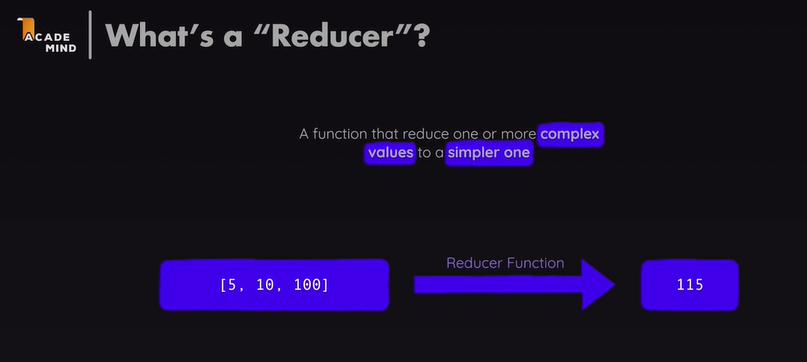 ACADE
MIND
What's a “Reducer”?
A function that reduce one or more complex
values to a simpler one
Reducer Function
[5, 10, 100]
115